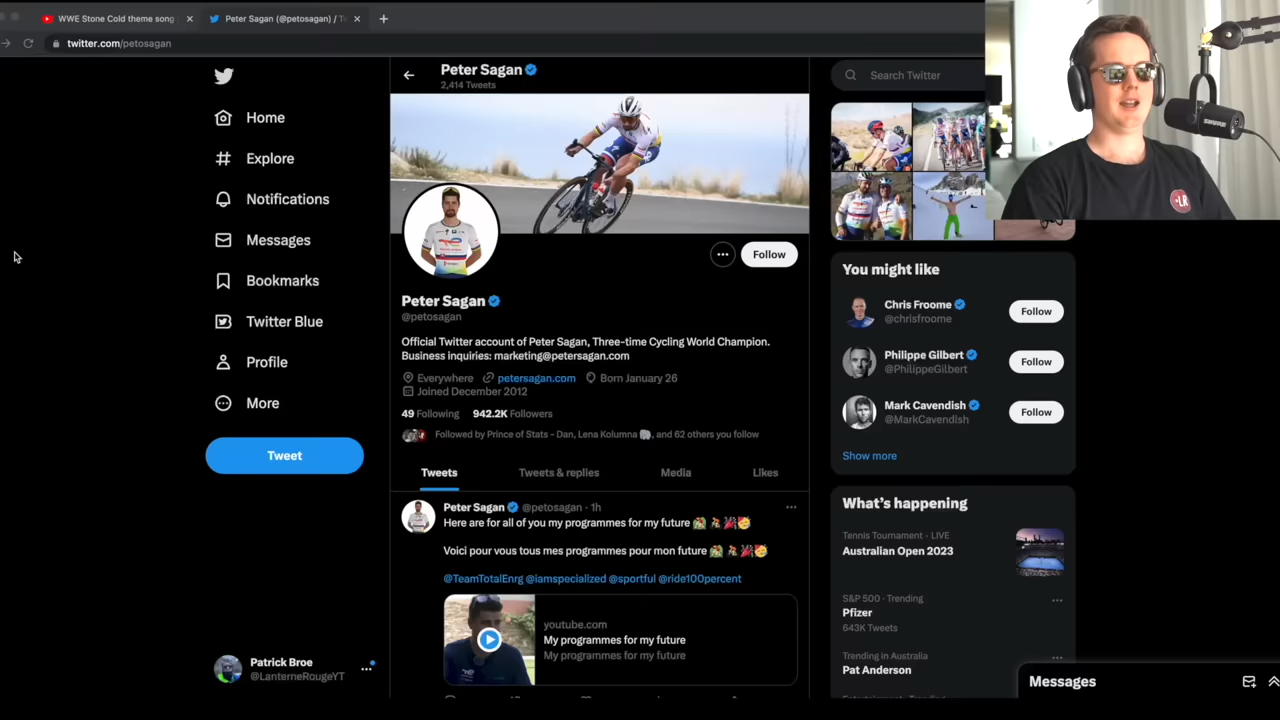 WWE Stone Cold theme song
Peter Sagan (@petosagan) / Tw
twitter.com/petosagan
Peter Sagan
2,414 Tweets
Search Twitter
Home
Explore
Notifications
Messages
Bookmarks
Twitter Blue
Profile
More
Tweet
Follow
Peter Sagan
@petosagan
Official Twitter account of Peter Sagan, Three-time Cycling World Champion.
Business inquiries: marketing@petersagan.com
Everywhere petersagan.com Born January 26
Joined December 2012
49 Following 942.2K Followers
Followed by Prince of Stats - Dan, Lena Kolumna, and 62 others you follow
Tweets Tweets & replies Media Likes
Peter Sagan @petosagan · 1h
Here are for all of you my programmes for my future
Voici pour vous tous mes programmes pour mon future
@TeamTotalEnrg @iamspecialized @sportful @ride100percent
youtube.com
My programmes for my future
My programmes for my future
SHURE
LR
You might like
Chris Froome
@chrisfroome
Follow
Philippe Gilbert
@PhilippeGilbert
Follow
Mark Cavendish
@MarkCavendish
Follow
Show more
What's happening
Tennis Tournament · LIVE
Australian Open 2023
S&P 500 · Trending
Pfizer
643K Tweets
Trending in Australia
Pat Anderson
Patrick Broe
@LanterneRougeYT
Messages